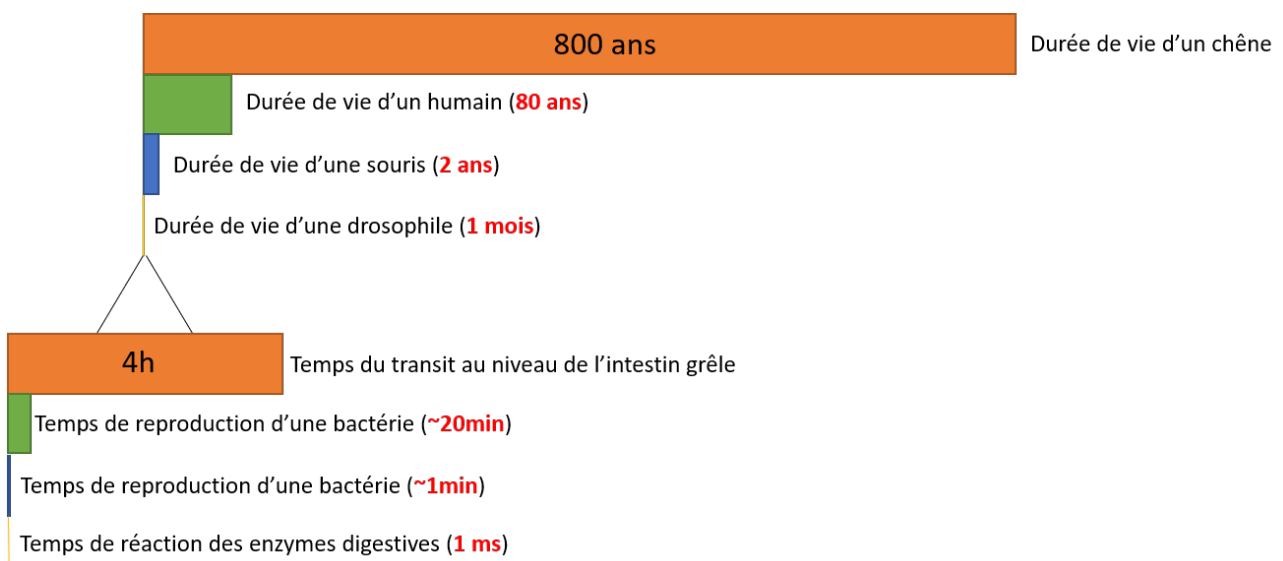 800 ans
Durée de vie d'un chêne
Durée de vie d'un humain (80 ans)
Durée de vie d'une souris (2 ans)
Durée de vie d'une drosophile (1 mois)
4h
Temps du transit au niveau de l'intestin grêle
Temps de reproduction d'une bactérie (~20min)
Temps de reproduction d'une bactérie (~1min)
Temps de réaction des enzymes digestives (1 ms)